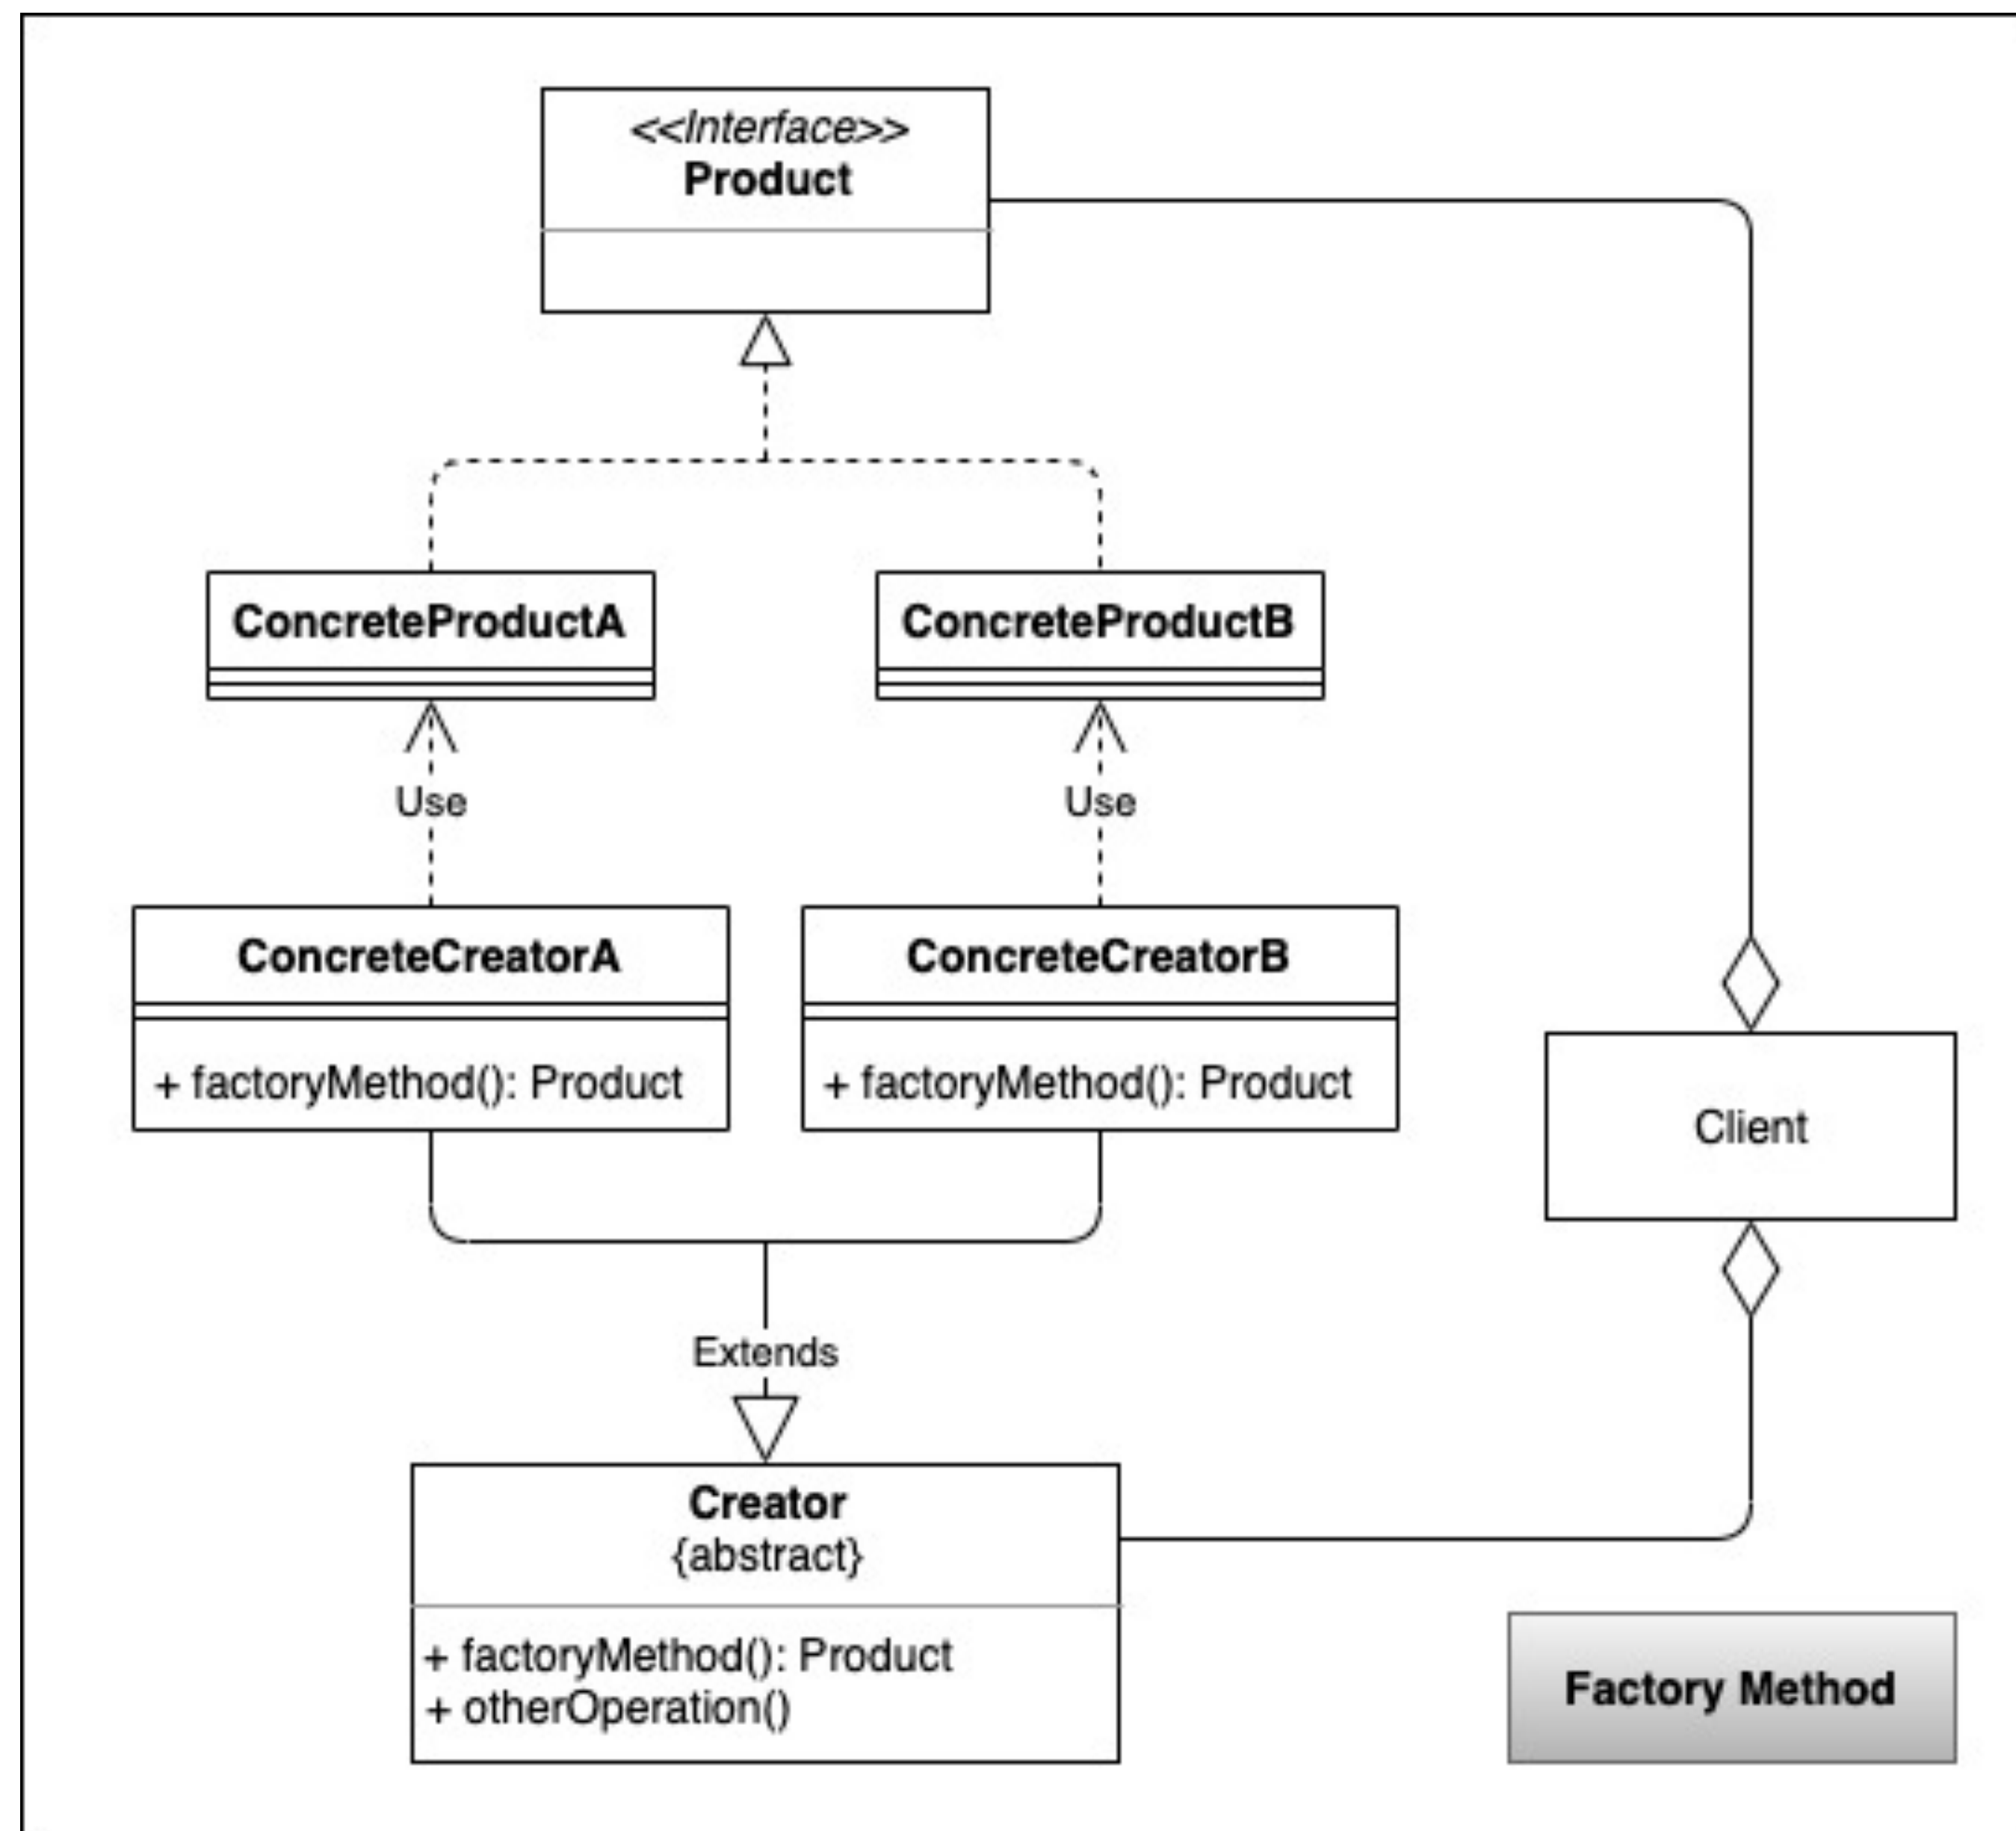 <<Interface>>
Product
ConcreteProductA
ConcreteProductB
Use
Use
ConcreteCreatorA
+ factoryMethod(): Product
ConcreteCreatorB
+ factoryMethod(): Product
Client
Extends
Creator
{abstract}
+ factoryMethod(): Product
+ otherOperation()
Factory Method